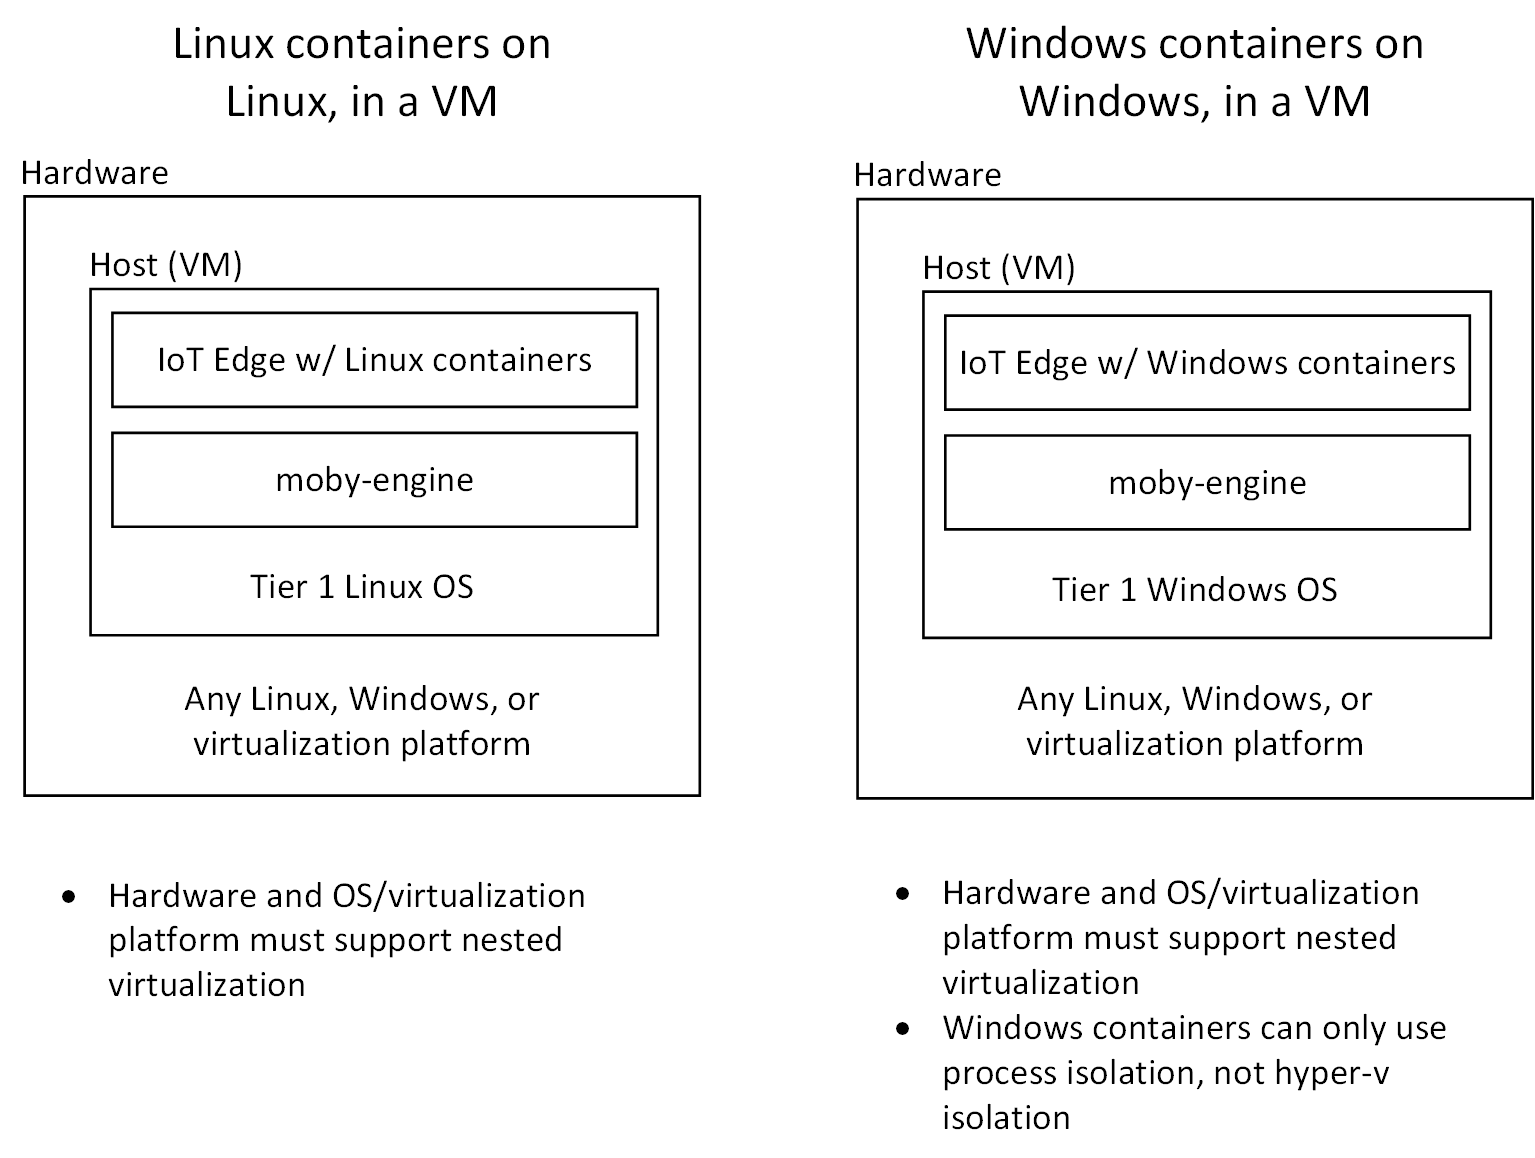 Linux containers on
Linux, in a VM
Hardware
Host (VM)
IoT Edge w/ Linux containers
moby-engine
Tier 1 Linux OS
Any Linux, Windows, or
virtualization platform
• Hardware and OS/virtualization
platform must support nested
virtualization
Windows containers on
Windows, in a VM
Hardware
Host (VM)
IoT Edge w/ Windows containers
moby-engine
Tier 1 Windows OS
Any Linux, Windows, or
virtualization platform
• Hardware and OS/virtualization
platform must support nested
virtualization
• Windows containers can only use
process isolation, not hyper-v
isolation